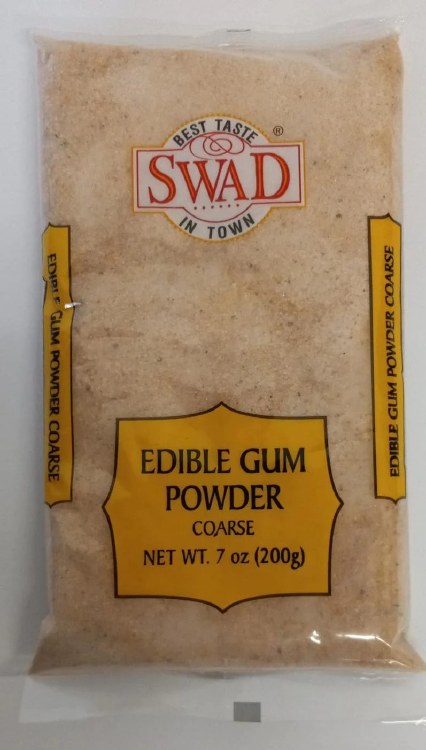 BEST TASTE
®
SWAD
IN TOWN
EDIBLE GUM POWDER COARSE
EDIBLE GUM POWDER COARSE
EDIBLE GUM
POWDER
COARSE
NET WT. 7 oz (200g)